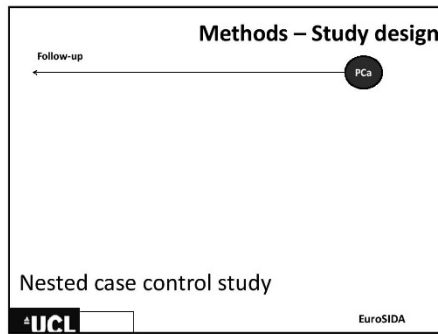 Methods – Study design
Follow-up
PCa
Nested case control study
UCL
EuroSIDA